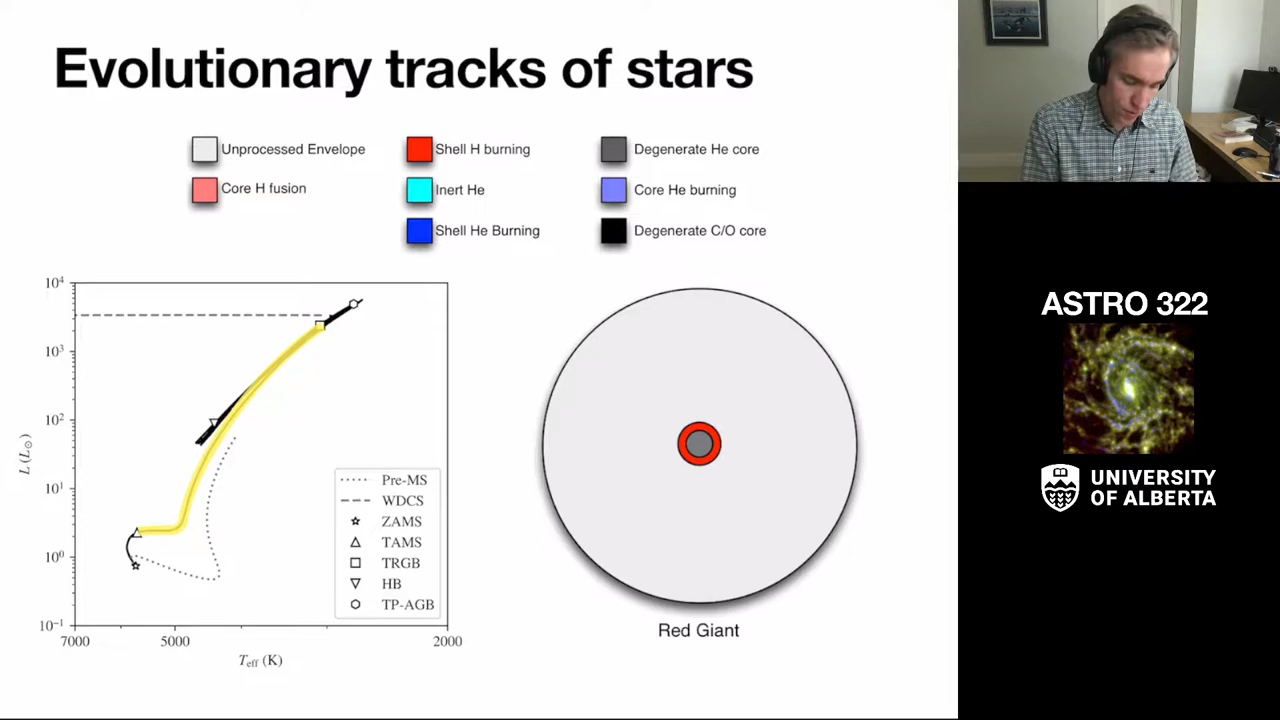 Evolutionary tracks of stars
Unprocessed Envelope
Shell H burning
Degenerate He core
Core H fusion
Inert He
Core He burning
Shell He Burning
Degenerate C/O core
10⁴
10³
10²
10¹
10⁰
10⁻¹
L (L☉)
7000
5000
2000
Teff (K)
Pre-MS
WDCS
ZAMS
TAMS
TRGB
HB
TP-AGB
Red Giant
ASTRO 322
UNIVERSITY
OF ALBERTA